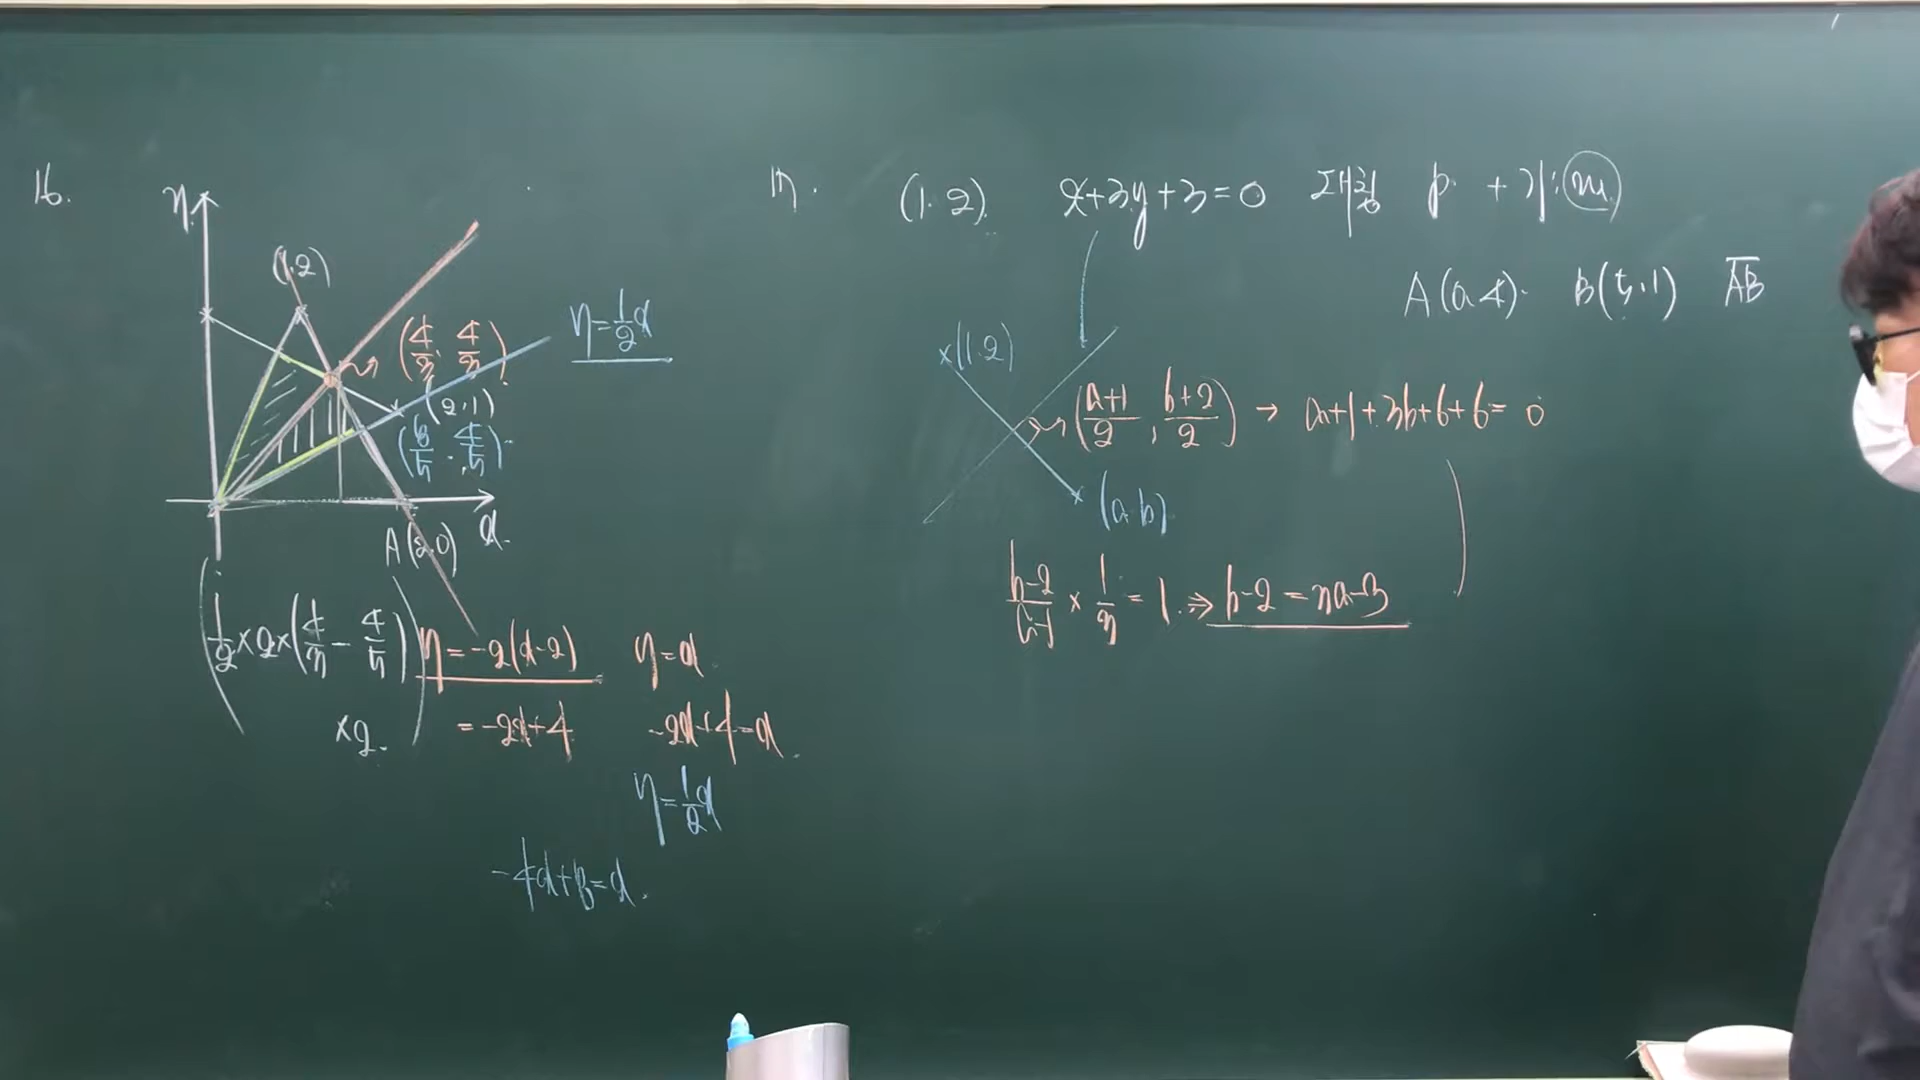 16.
y
(1.2)
(4/3, 4/3)
y=1/2x
(2,1)
(8/5, 4/5)
A(2,0)
x
1/2×2×(4/3-4/5)
×2
y=-2(x-2)
=-2x+4
y=x
-2x+4=x
y=1/2x
-4x+8=x
17.
(1.2) x+3y+3=0 대칭 P + 기:m
A(a,4). B(5,1) AB
(1.2)
((a+1)/2, (b+2)/2) → a+1+3b+6+6=0
(a.b)
(b-2)/(a-1) × 1/3 = 1. ⇒ b-2=3a-3